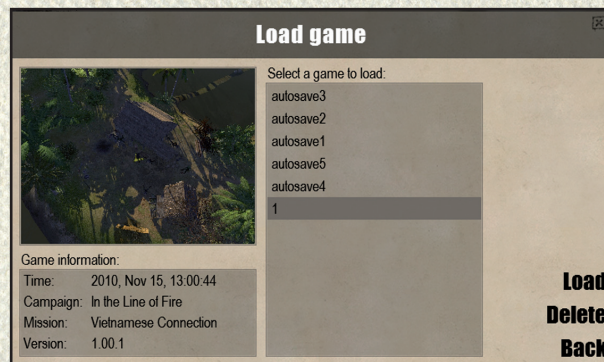 Load game
Select a game to load:
autosave3
autosave2
autosave1
autosave5
autosave4
1
Game information:
Time: 2010, Nov 15, 13:00:44
Campaign: In the Line of Fire
Mission: Vietnamese Connection
Version: 1.00.1
Load
Delete
Back